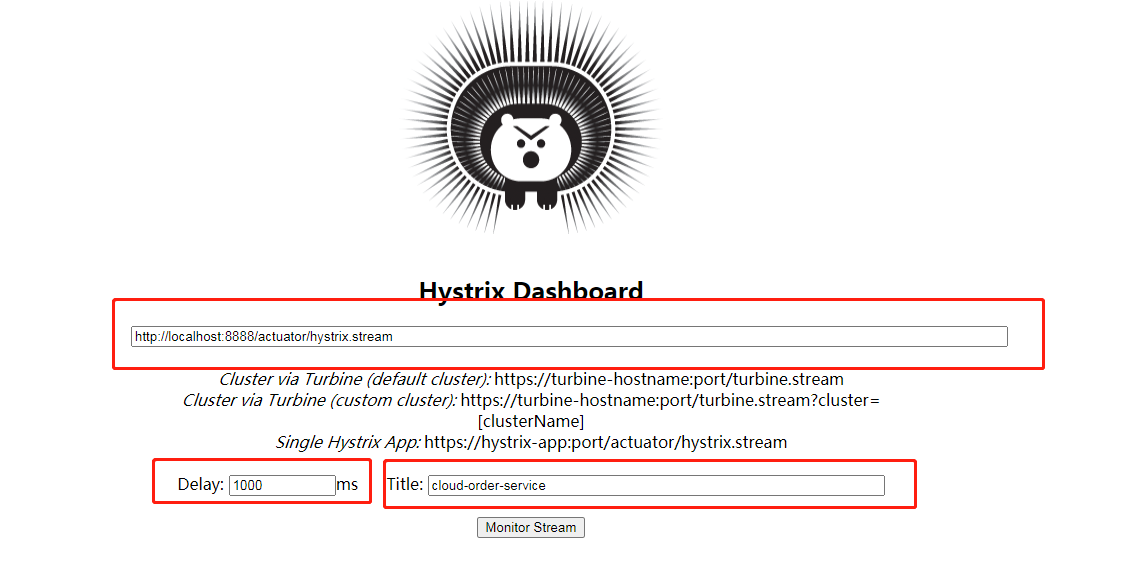 Hystrix Dashboard
http://localhost:8888/actuator/hystrix.stream
Cluster via Turbine (default cluster): https://turbine-hostname:port/turbine.stream
Cluster via Turbine (custom cluster): https://turbine-hostname:port/turbine.stream?cluster=
[clusterName]
Single Hystrix App: https://hystrix-app:port/actuator/hystrix.stream
Delay: 1000 ms Title: cloud-order-service
Monitor Stream